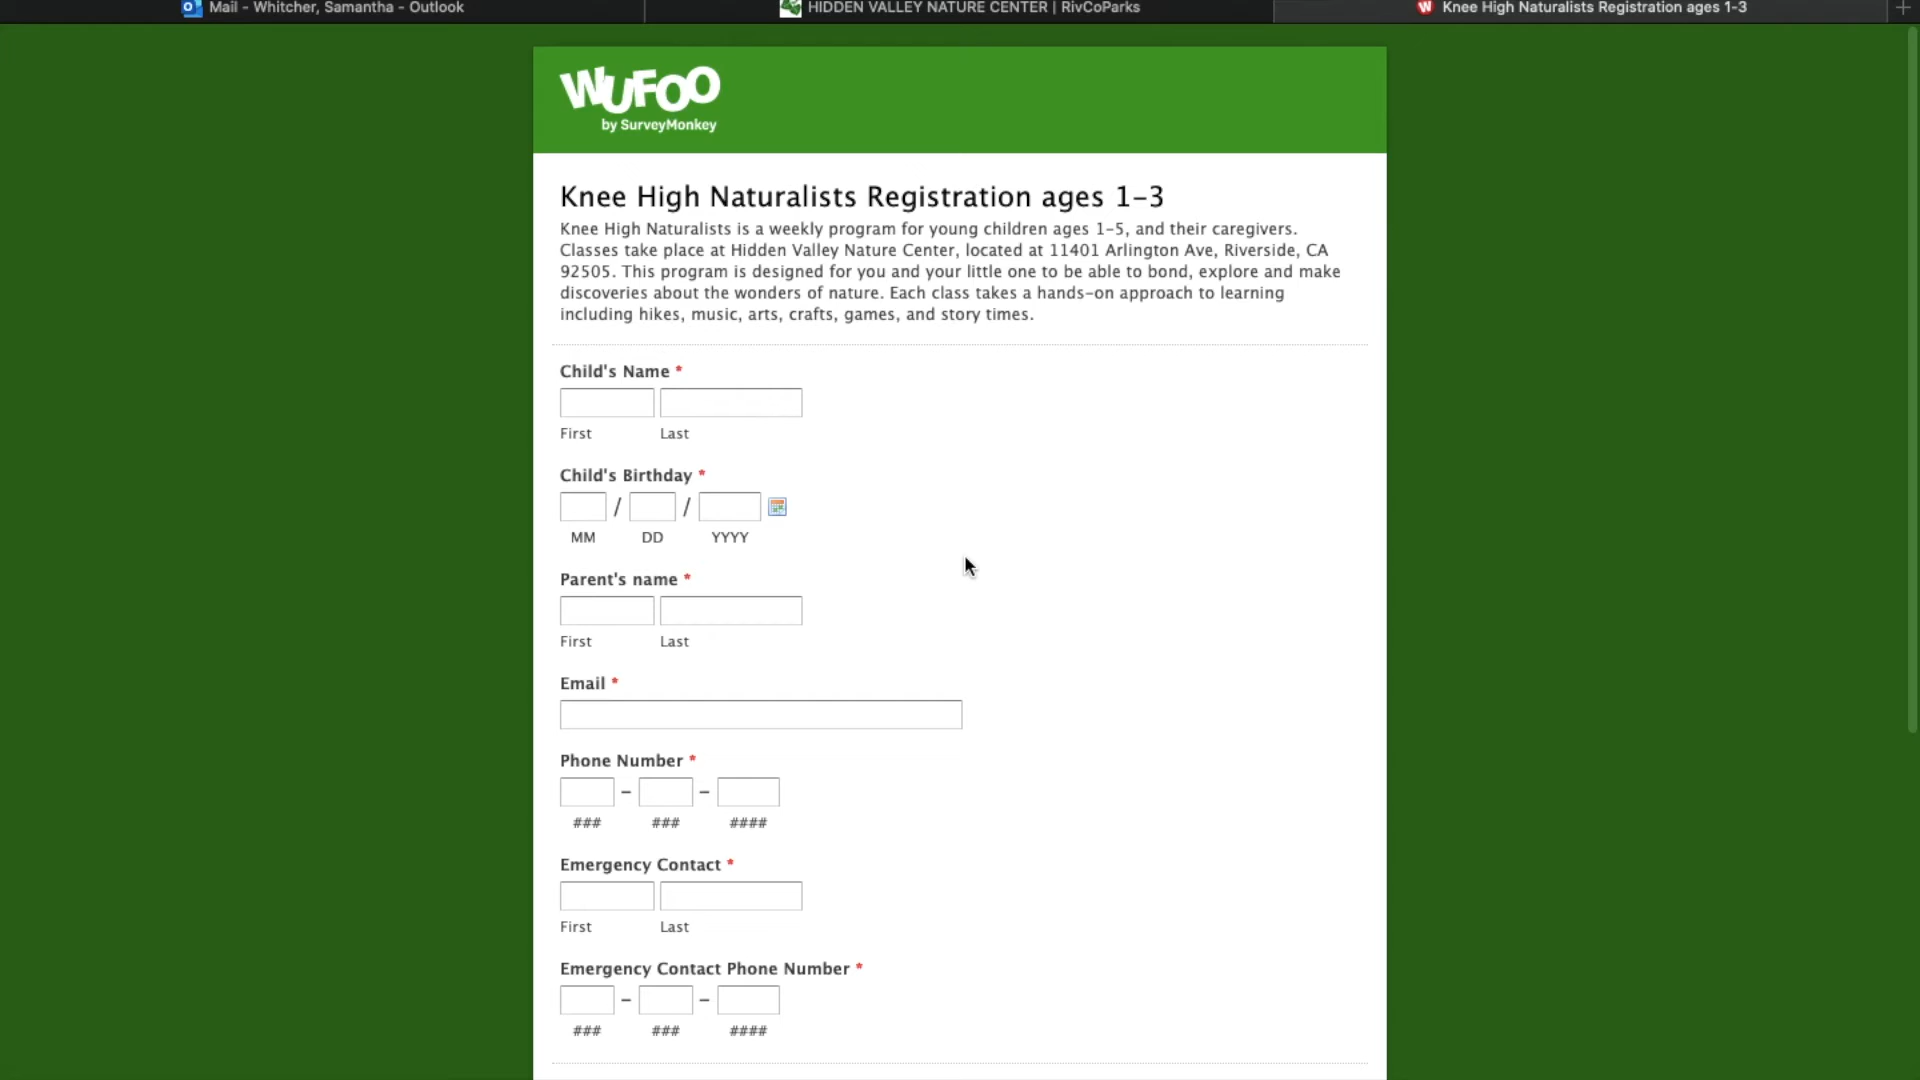 Mail - Whitcher, Samantha - Outlook
HIDDEN VALLEY NATURE CENTER | RivCoParks
Knee High Naturalists Registration ages 1-3
WUFOO
by SurveyMonkey
Knee High Naturalists Registration ages 1-3
Knee High Naturalists is a weekly program for young children ages 1-5, and their caregivers.
Classes take place at Hidden Valley Nature Center, located at 11401 Arlington Ave, Riverside, CA
92505. This program is designed for you and your little one to be able to bond, explore and make
discoveries about the wonders of nature. Each class takes a hands-on approach to learning
including hikes, music, arts, crafts, games, and story times.
Child's Name *
First Last
Child's Birthday *
/ /
MM DD YYYY
Parent's name *
First Last
Email *
Phone Number *
- -
### ### ####
Emergency Contact *
First Last
Emergency Contact Phone Number *
- -
### ### ####